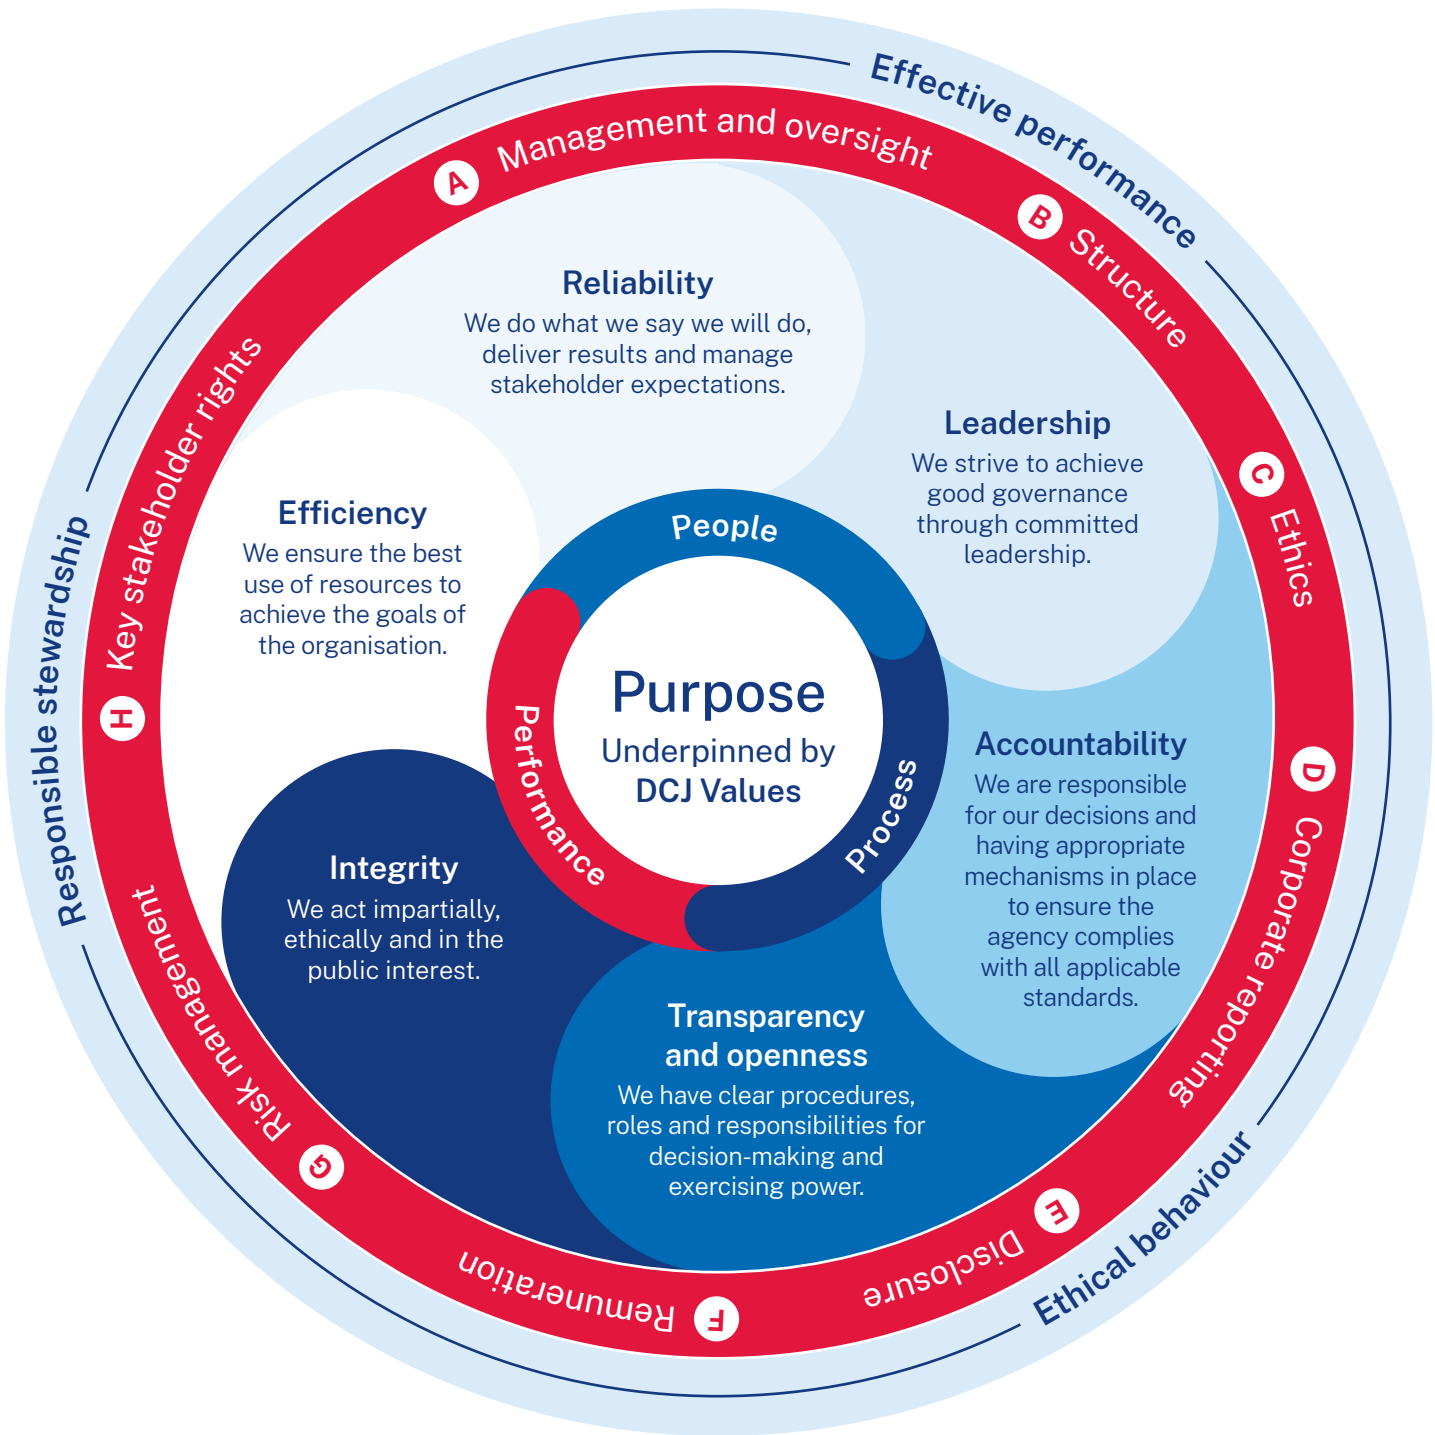 Effective performance
Ethical behaviour
Responsible stewardship
A Management and oversight
B Structure
C Ethics
D Corporate reporting
E Disclosure
F Remuneration
G Risk management
H Key stakeholder rights
Reliability
We do what we say we will do,
deliver results and manage
stakeholder expectations.
Leadership
We strive to achieve
good governance
through committed
leadership.
Accountability
We are responsible
for our decisions and
having appropriate
mechanisms in place
to ensure the
agency complies
with all applicable
standards.
Transparency
and openness
We have clear procedures,
roles and responsibilities for
decision-making and
exercising power.
Integrity
We act impartially,
ethically and in the
public interest.
Efficiency
We ensure the best
use of resources to
achieve the goals of
the organisation.
People
Process
Performance
Purpose
Underpinned by
DCJ Values